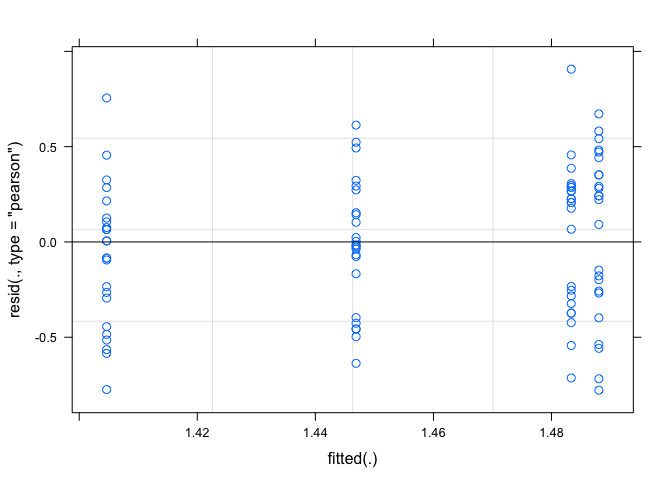 resid(., type = "pearson")
0.5
0.0
-0.5
1.42 1.44 1.46 1.48
fitted(.)